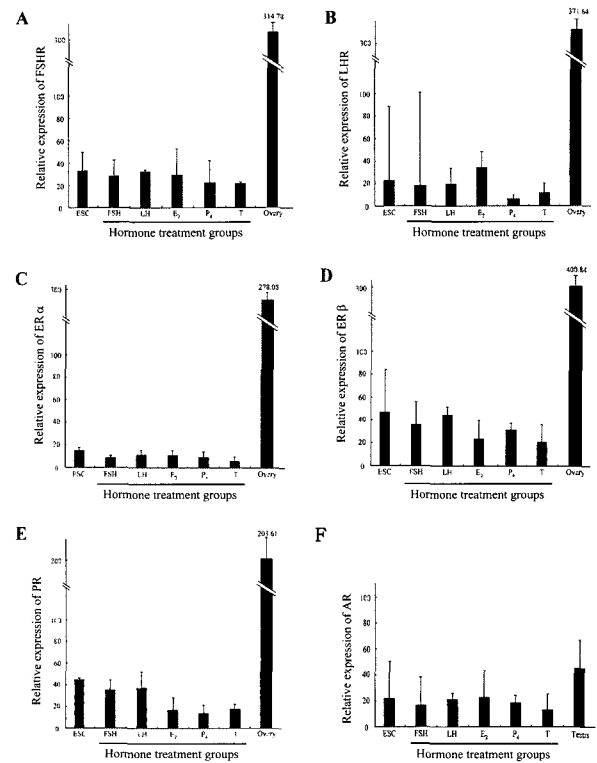 A
Relative expression of FSHR
314.78
300
100
80
60
40
20
0
ESC FSH LH E2 P4 T Ovary
Hormone treatment groups
B
Relative expression of LHR
371.64
300
100
80
60
40
20
0
ESC FSH LH E2 P4 T Ovary
Hormone treatment groups
C
Relative expression of ER α
278.03
100
80
60
40
20
0
ESC FSH LH E2 P4 T Ovary
Hormone treatment groups
D
Relative expression of ER β
400.84
100
80
60
40
20
0
ESC FSH LH E2 P4 T Ovary
Hormone treatment groups
E
Relative expression of PR
203.61
200
100
80
60
40
20
0
ESC FSH LH E2 P4 T Ovary
Hormone treatment groups
F
Relative expression of AR
100
80
60
40
20
0
ESC FSH LH E2 P4 T Testis
Hormone treatment groups